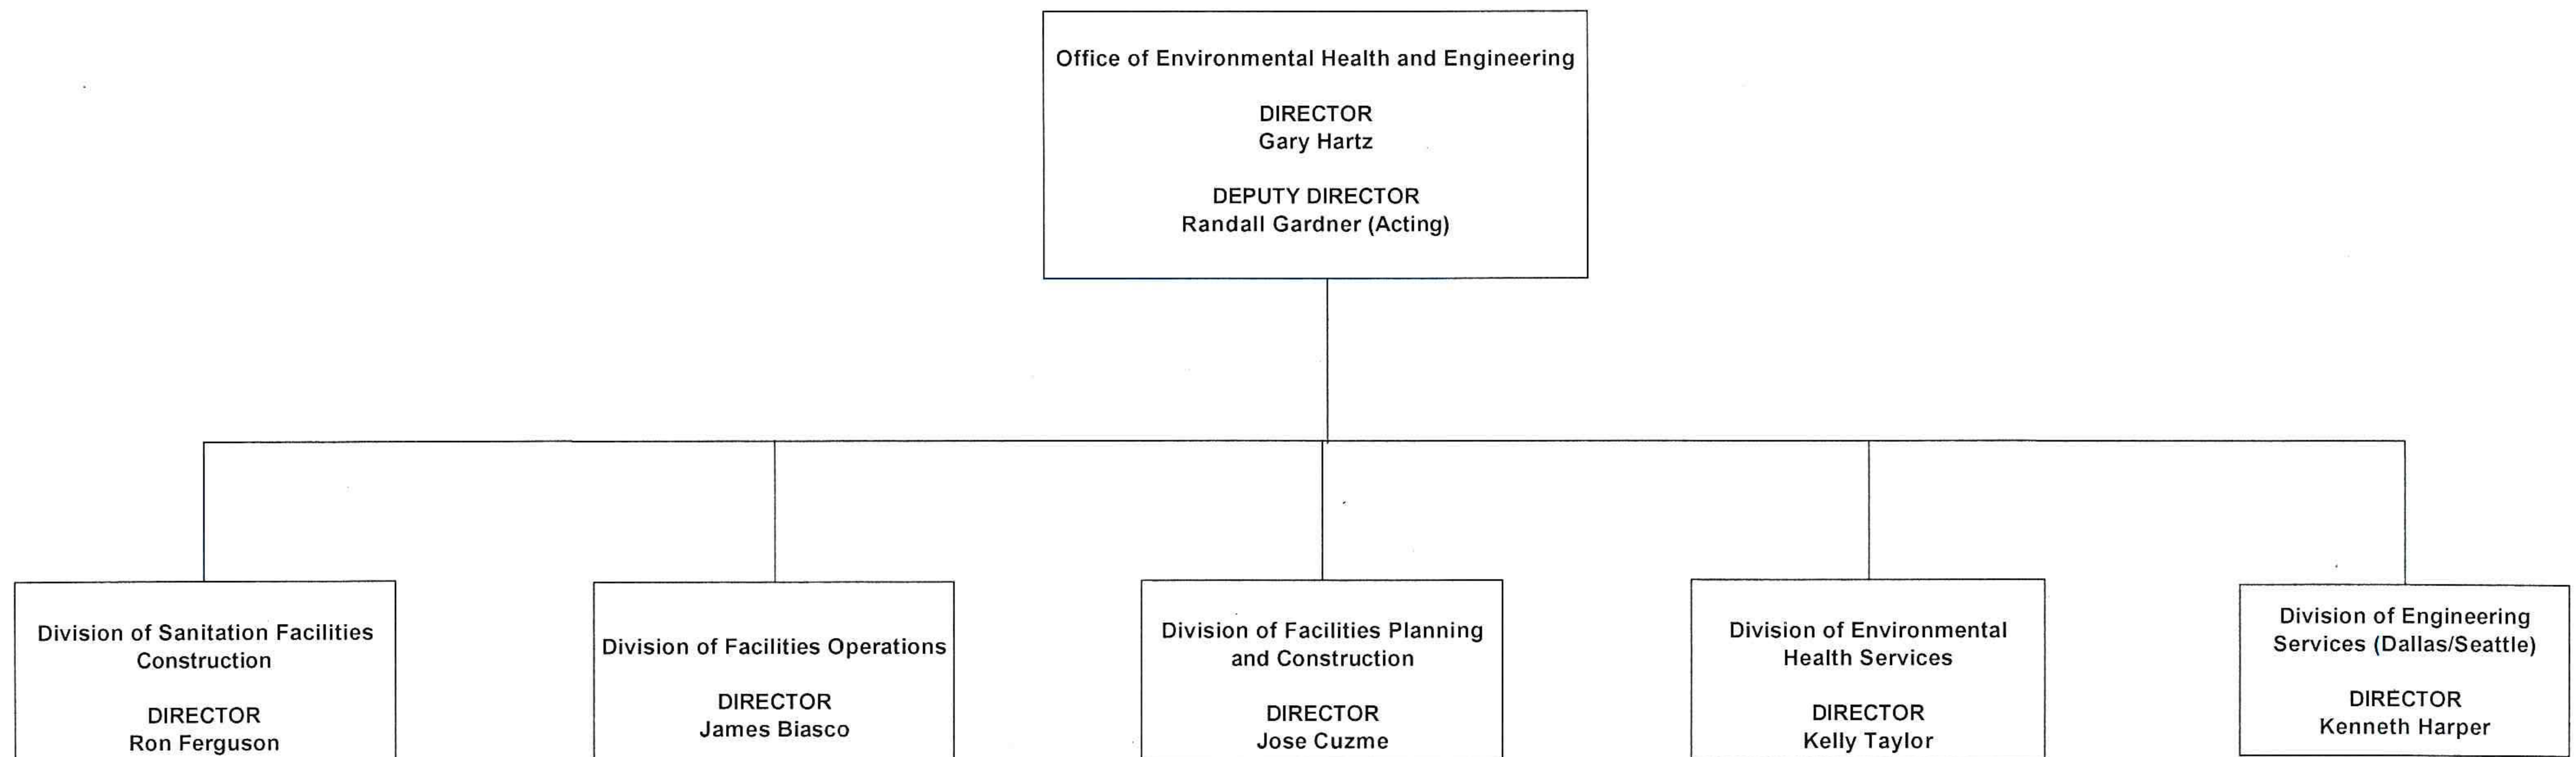 Office of Environmental Health and Engineering
DIRECTOR
Gary Hartz
DEPUTY DIRECTOR
Randall Gardner (Acting)
Division of Sanitation Facilities
Construction
DIRECTOR
Ron Ferguson
Division of Facilities Operations
DIRECTOR
James Biasco
Division of Facilities Planning
and Construction
DIRECTOR
Jose Cuzme
Division of Environmental
Health Services
DIRECTOR
Kelly Taylor
Division of Engineering
Services (Dallas/Seattle)
DIRECTOR
Kenneth Harper